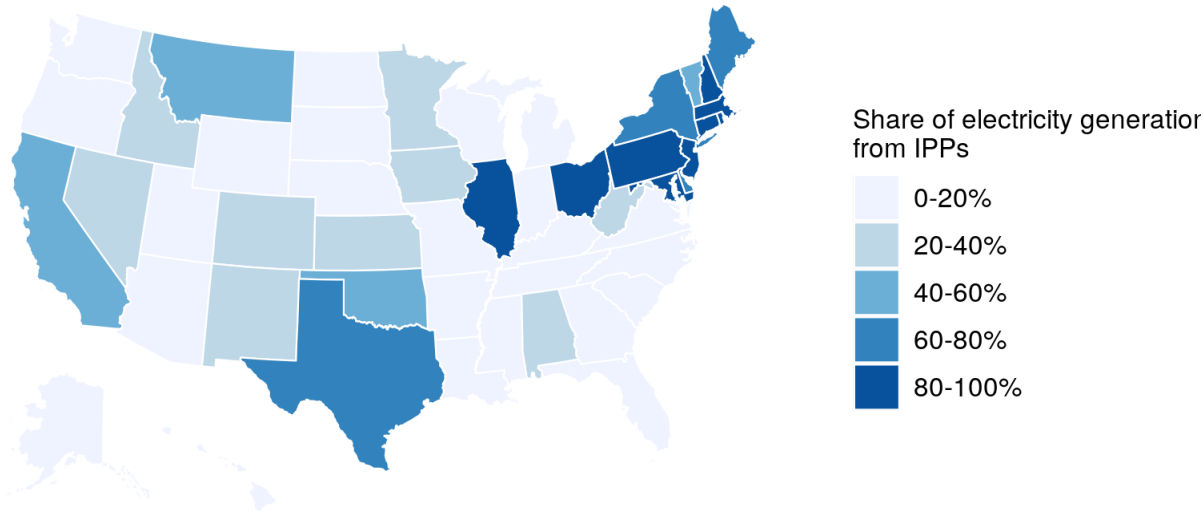 Share of electricity generation
from IPPs
0-20%
20-40%
40-60%
60-80%
80-100%